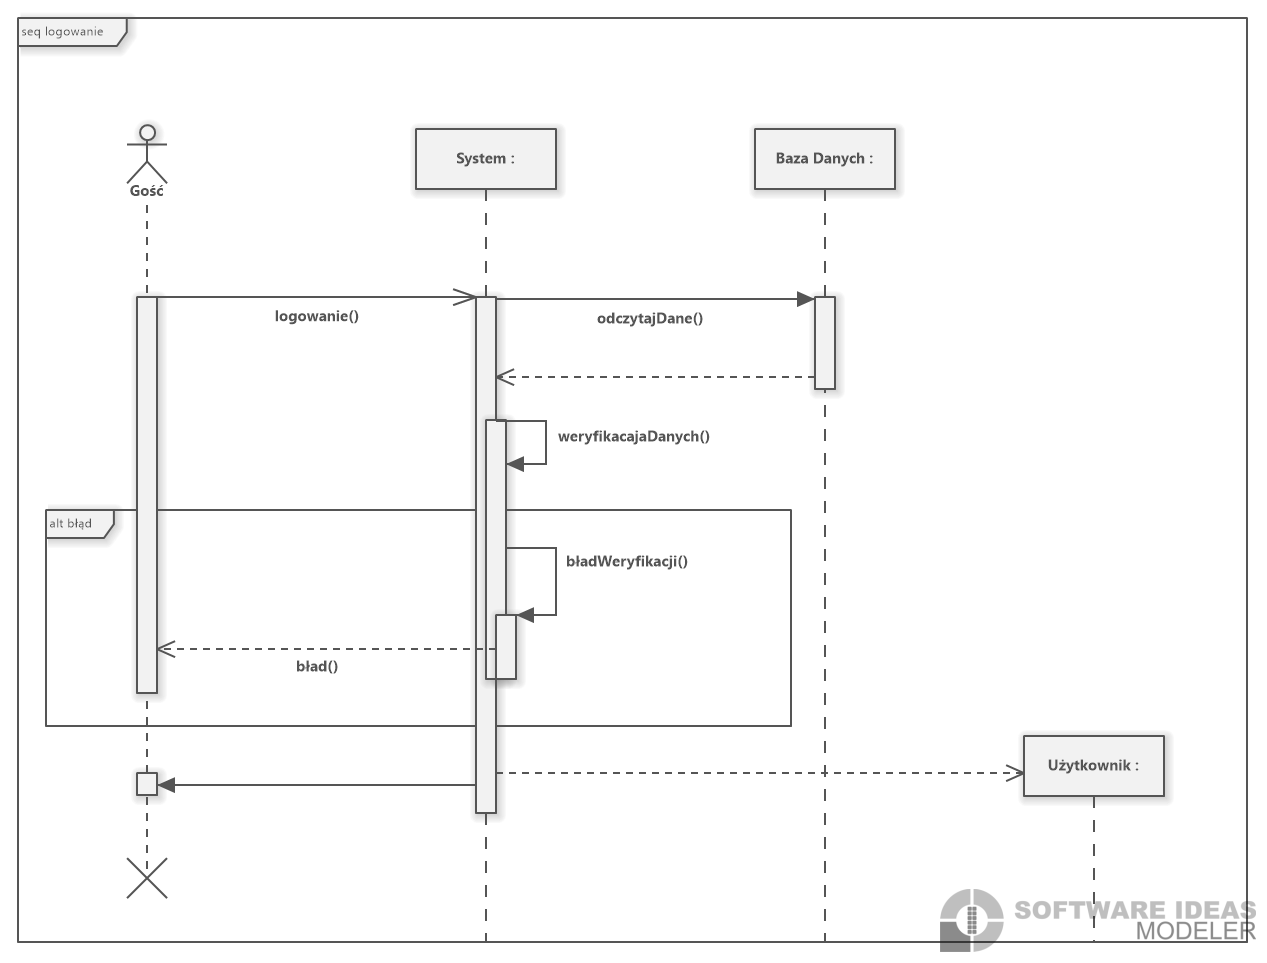 seq logowanie
Gość
System :
Baza Danych :
logowanie()
odczytajDane()
weryfikacajaDanych()
alt błąd
bładWeryfikacji()
bład()
Użytkownik :
SOFTWARE IDEAS
MODELER